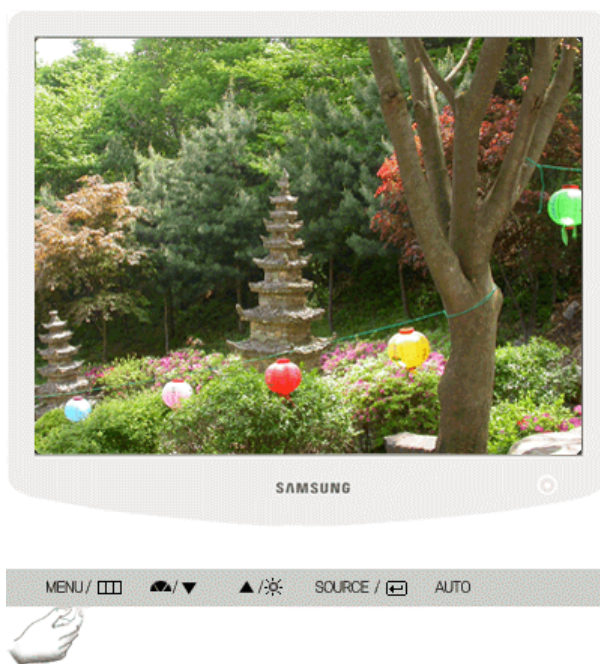 SAMSUNG
MENU / ▥ ▼ ▲ / ☼ SOURCE / ↵ AUTO